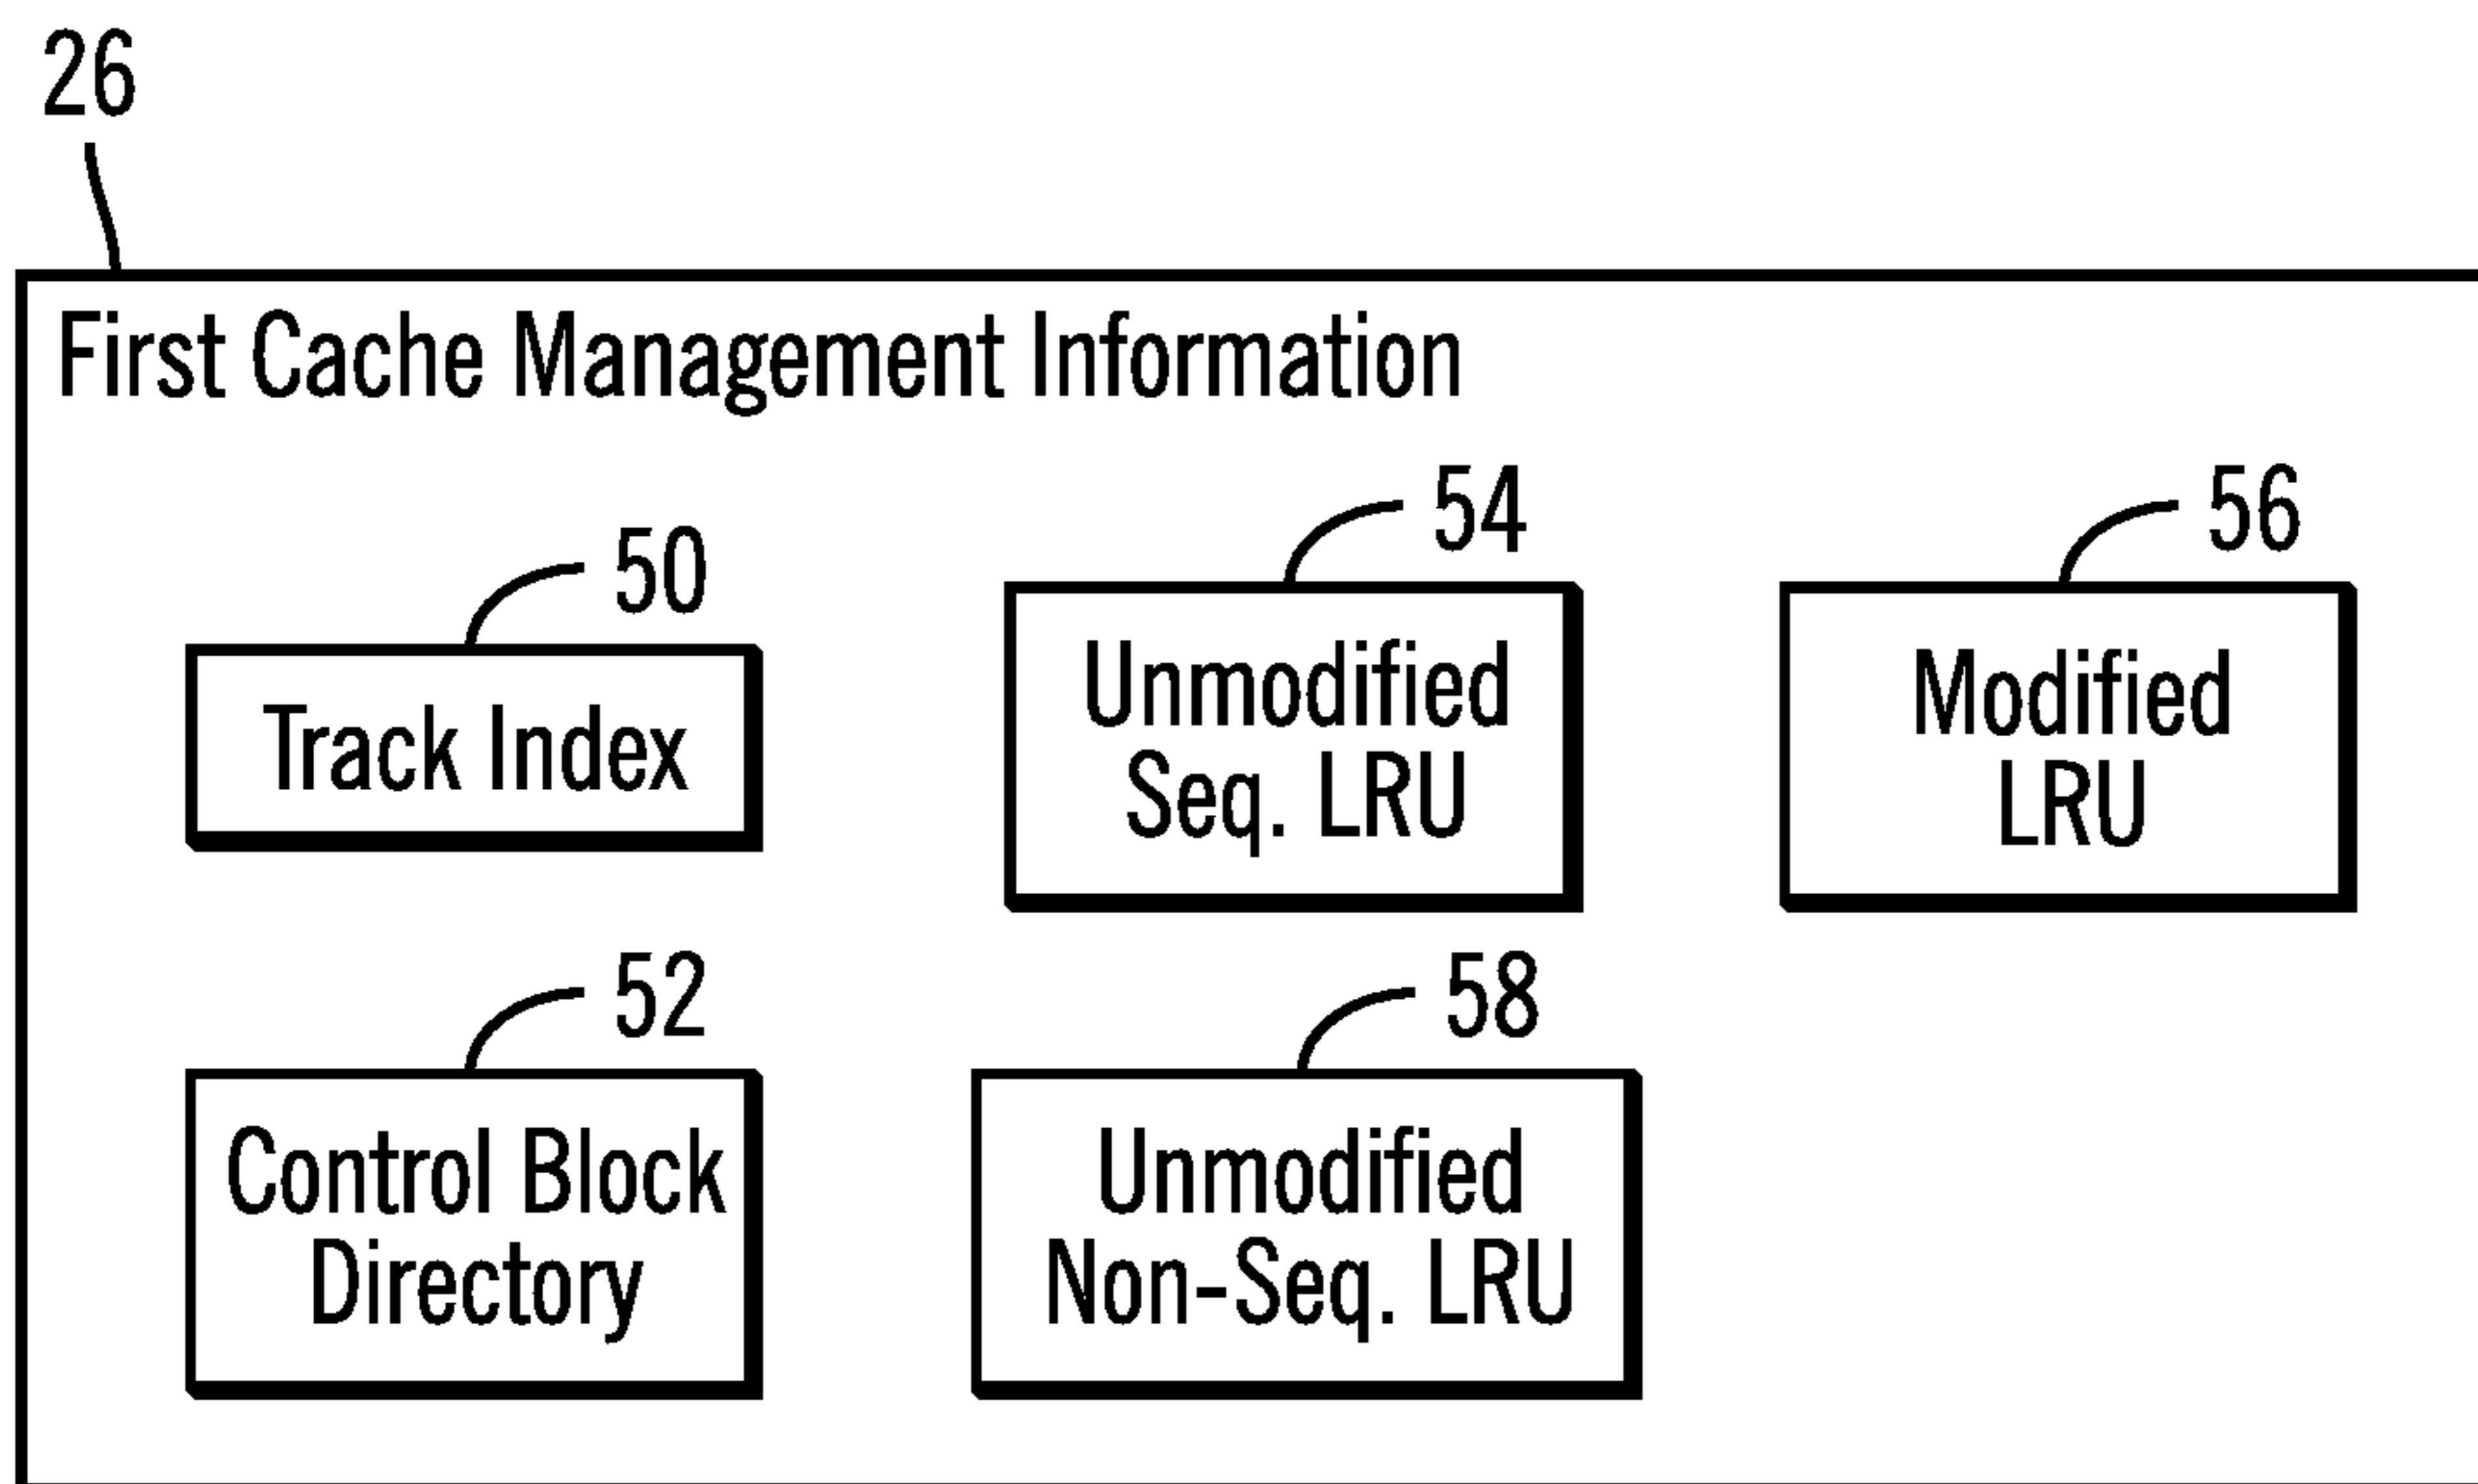 26
First Cache Management Information
50
Track Index
54
Unmodified
Seq. LRU
56
Modified
LRU
52
Control Block
Directory
58
Unmodified
Non-Seq. LRU